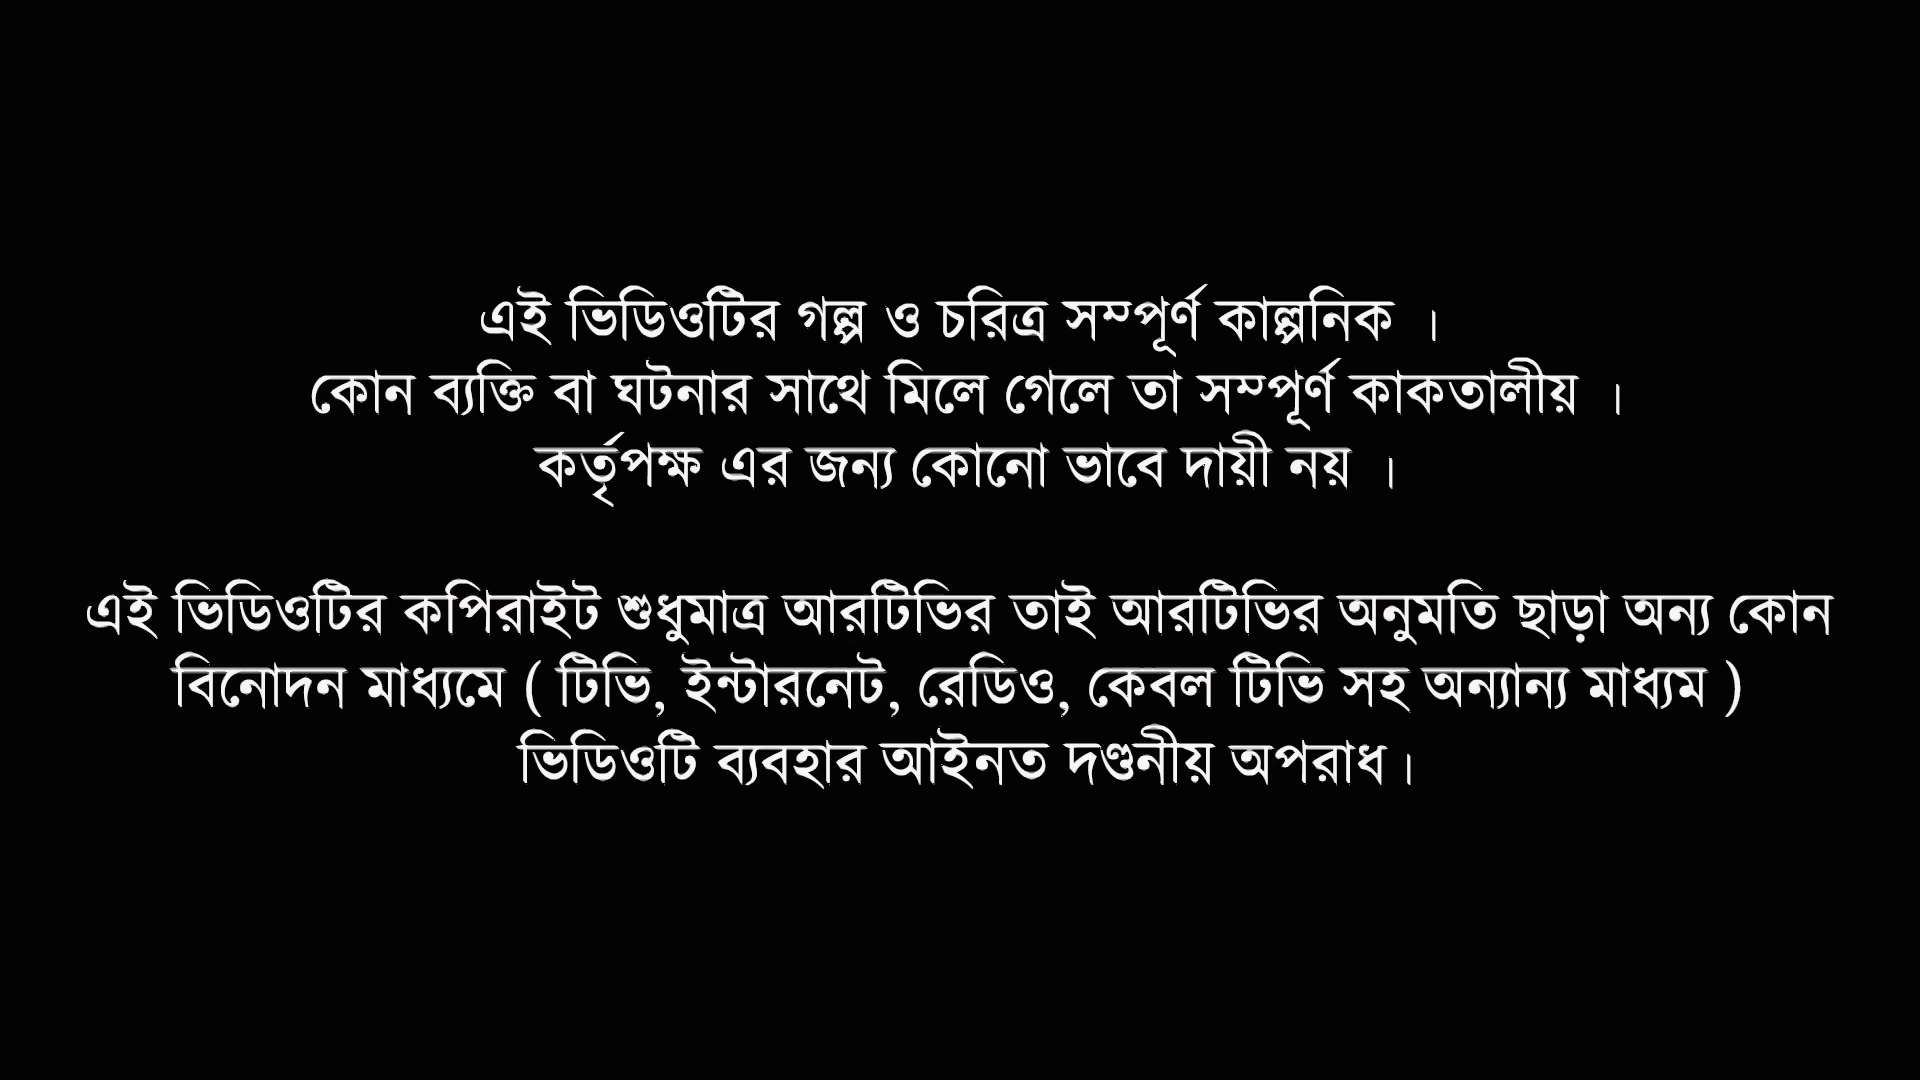 এই ভিডিওটির গল্প ও চরিত্র সম্পূর্ণ কাল্পনিক ।
কোন ব্যক্তি বা ঘটনার সাথে মিলে গেলে তা সম্পূর্ণ কাকতালীয় ।
কর্তৃপক্ষ এর জন্য কোনো ভাবে দায়ী নয় ।
এই ভিডিওটির কপিরাইট শুধুমাত্র আরটিভির তাই আরটিভির অনুমতি ছাড়া অন্য কোন
বিনোদন মাধ্যমে ( টিভি, ইন্টারনেট, রেডিও, কেবল টিভি সহ অন্যান্য মাধ্যম )
ভিডিওটি ব্যবহার আইনত দণ্ডনীয় অপরাধ।